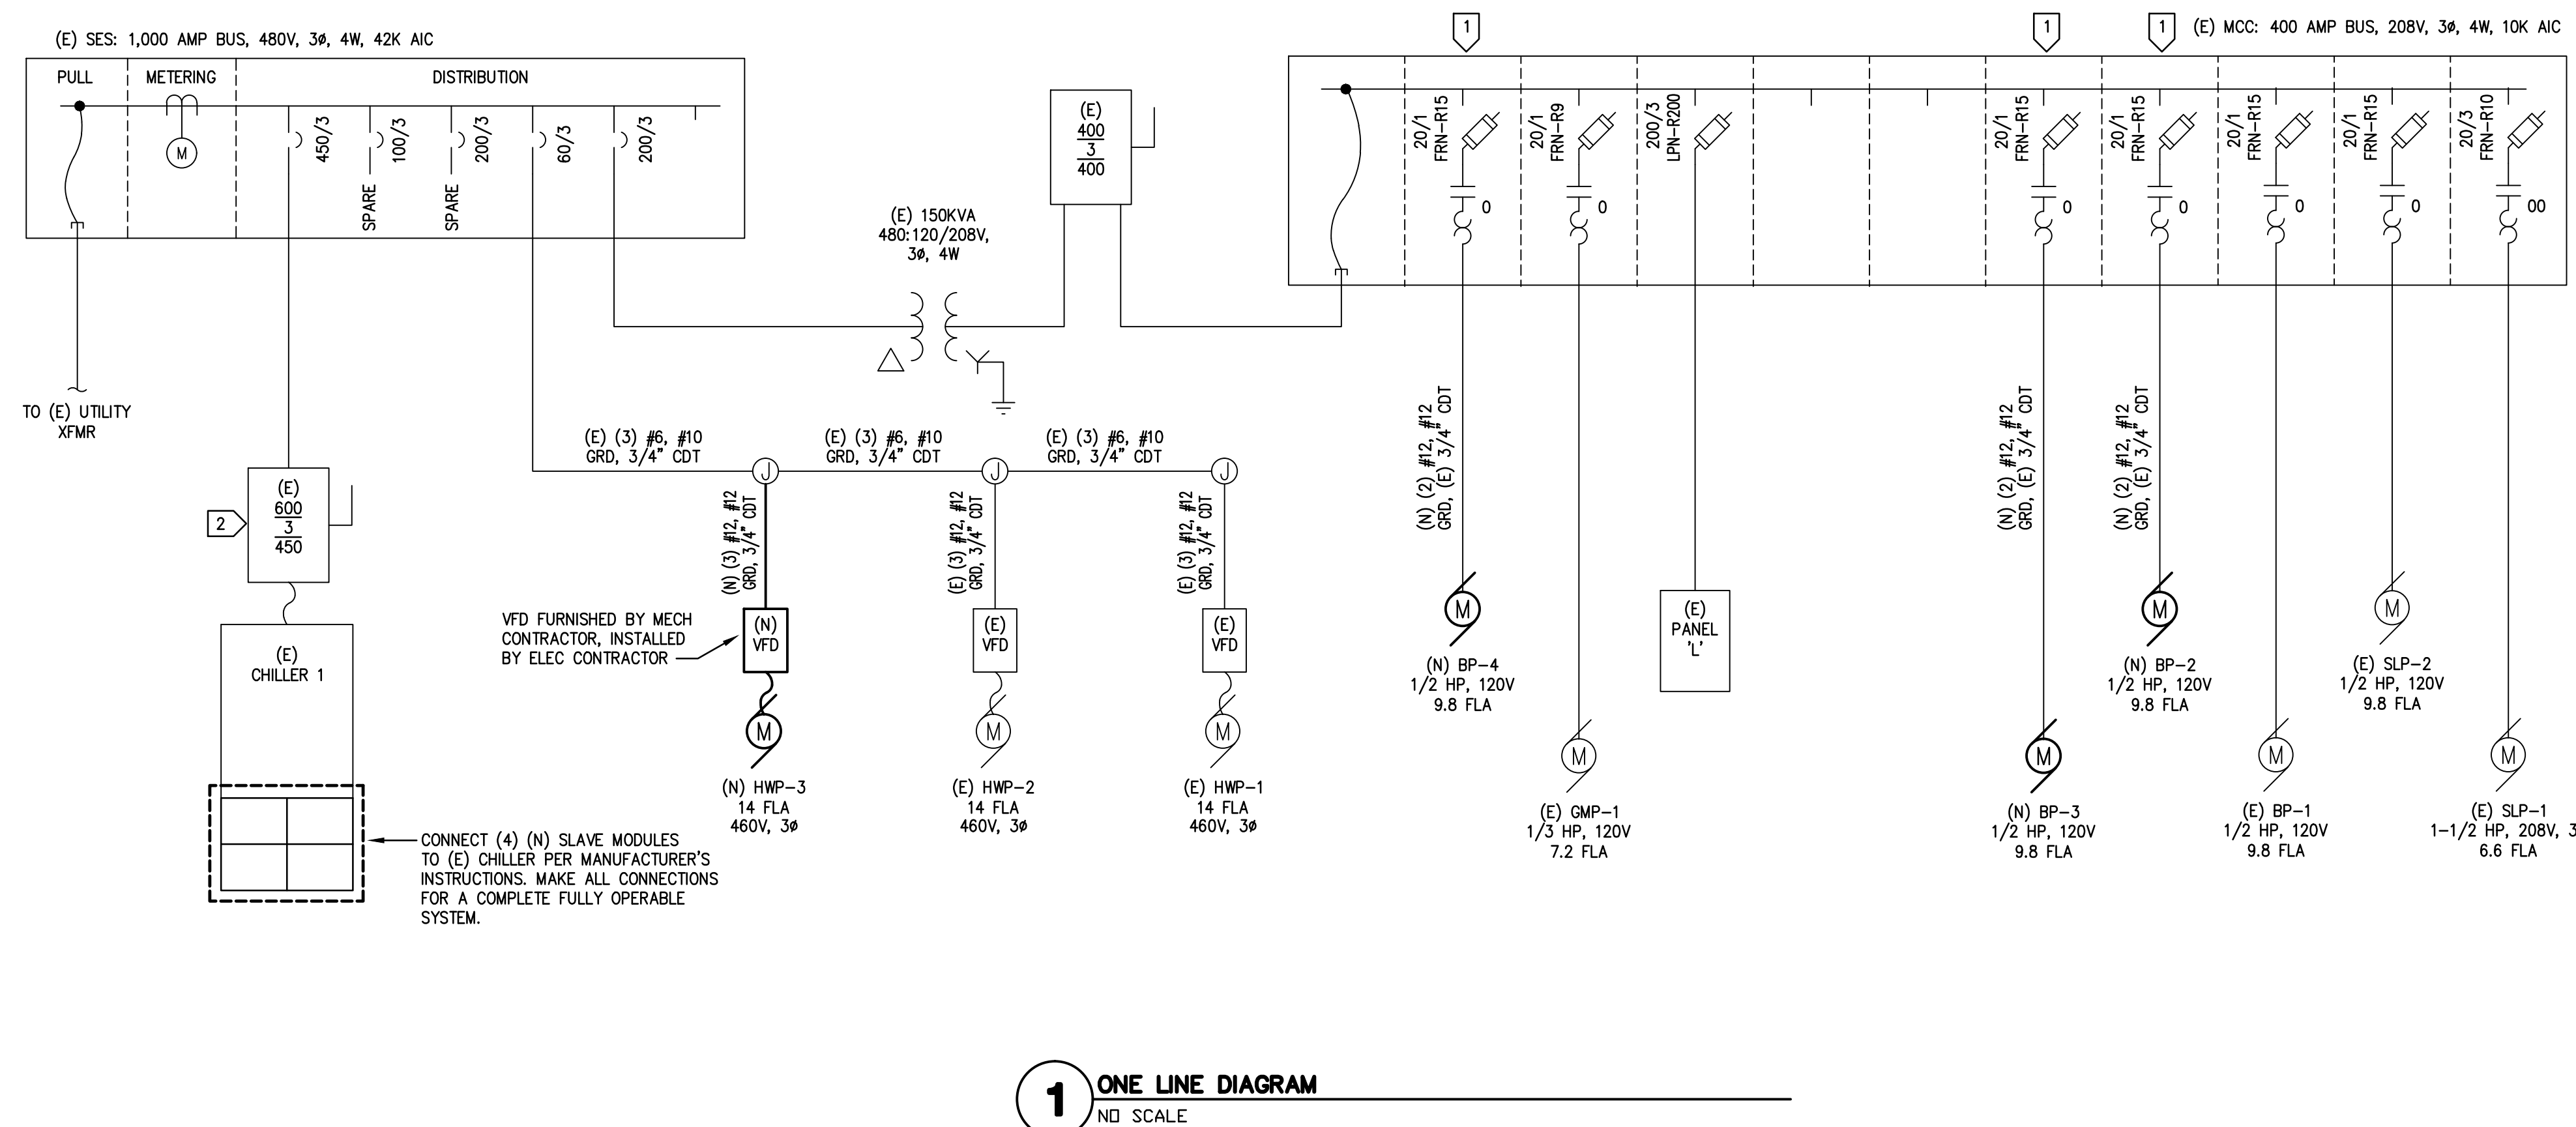 (E) SES: 1,000 AMP BUS, 480V, 3ø, 4W, 42K AIC
PULL
METERING
DISTRIBUTION
M
450/3
100/3
SPARE
200/3
SPARE
60/3
200/3
TO (E) UTILITY
XFMR
(E)
600
3
450
2
(E)
CHILLER 1
CONNECT (4) (N) SLAVE MODULES
TO (E) CHILLER PER MANUFACTURER'S
INSTRUCTIONS. MAKE ALL CONNECTIONS
FOR A COMPLETE FULLY OPERABLE
SYSTEM.
(E) 150KVA
480:120/208V,
3ø, 4W
(E)
400
3
400
(E) (3) #6, #10
GRD, 3/4" CDT
(E) (3) #6, #10
GRD, 3/4" CDT
(E) (3) #6, #10
GRD, 3/4" CDT
J
J
J
(N) (3) #12, #12
GRD, 3/4" CDT
(E) (3) #12, #12
GRD, 3/4" CDT
(E) (3) #12, #12
GRD, 3/4" CDT
VFD FURNISHED BY MECH
CONTRACTOR, INSTALLED
BY ELEC CONTRACTOR
(N)
VFD
(E)
VFD
(E)
VFD
M
M
M
(N) HWP-3
14 FLA
460V, 3ø
(E) HWP-2
14 FLA
460V, 3ø
(E) HWP-1
14 FLA
460V, 3ø
1
1
1
(E) MCC: 400 AMP BUS, 208V, 3ø, 4W, 10K AIC
20/1
FRN-R15
0
20/1
FRN-R9
0
200/3
LPN-R200
20/1
FRN-R15
0
20/1
FRN-R15
0
20/1
FRN-R15
0
20/1
FRN-R15
0
20/3
FRN-R10
00
(N) (2) #12, #12
GRD, (E) 3/4" CDT
(N) (2) #12, #12
GRD, (E) 3/4" CDT
(N) (2) #12, #12
GRD, (E) 3/4" CDT
M
(N) BP-4
1/2 HP, 120V
9.8 FLA
M
(E) GMP-1
1/3 HP, 120V
7.2 FLA
(E)
PANEL
'L'
M
(N) BP-3
1/2 HP, 120V
9.8 FLA
M
(N) BP-2
1/2 HP, 120V
9.8 FLA
M
(E) BP-1
1/2 HP, 120V
9.8 FLA
M
(E) SLP-2
1/2 HP, 120V
9.8 FLA
M
(E) SLP-1
1-1/2 HP, 208V, 3
6.6 FLA
1
ONE LINE DIAGRAM
NO SCALE